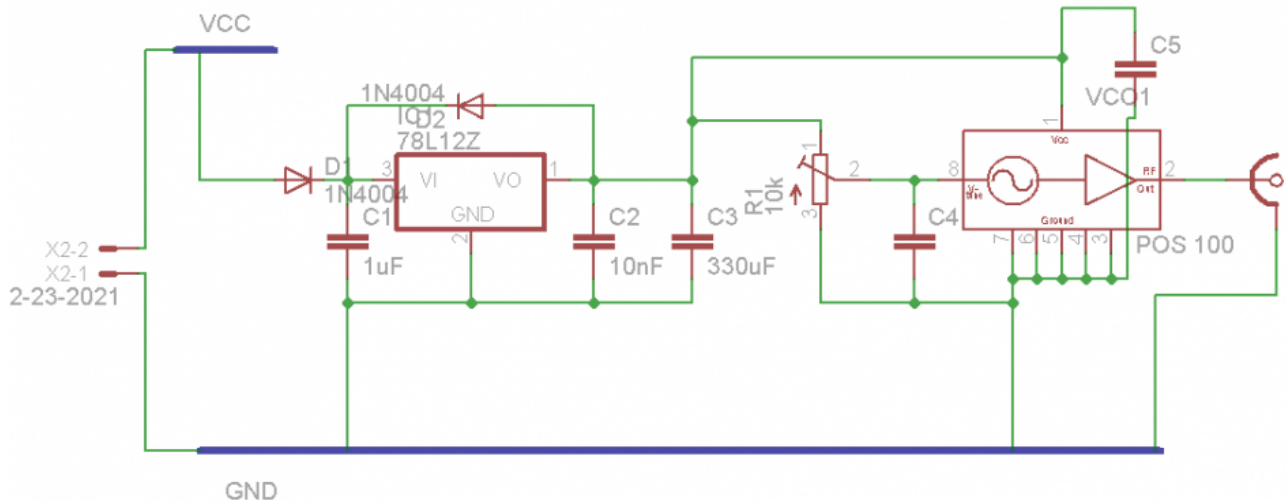 VCC
C5
1N4004
IC1
D2
78L12Z
VCO1
1
Vcc
D1
3
VI
VO
1
1N4004
GND
2
C1
1uF
C2
10nF
C3
330uF
R1
10k
1
2
3
C4
8
V-
RF
Out
2
Ground
7
6
5
4
3
POS 100
X2-2
X2-1
2-23-2021
GND